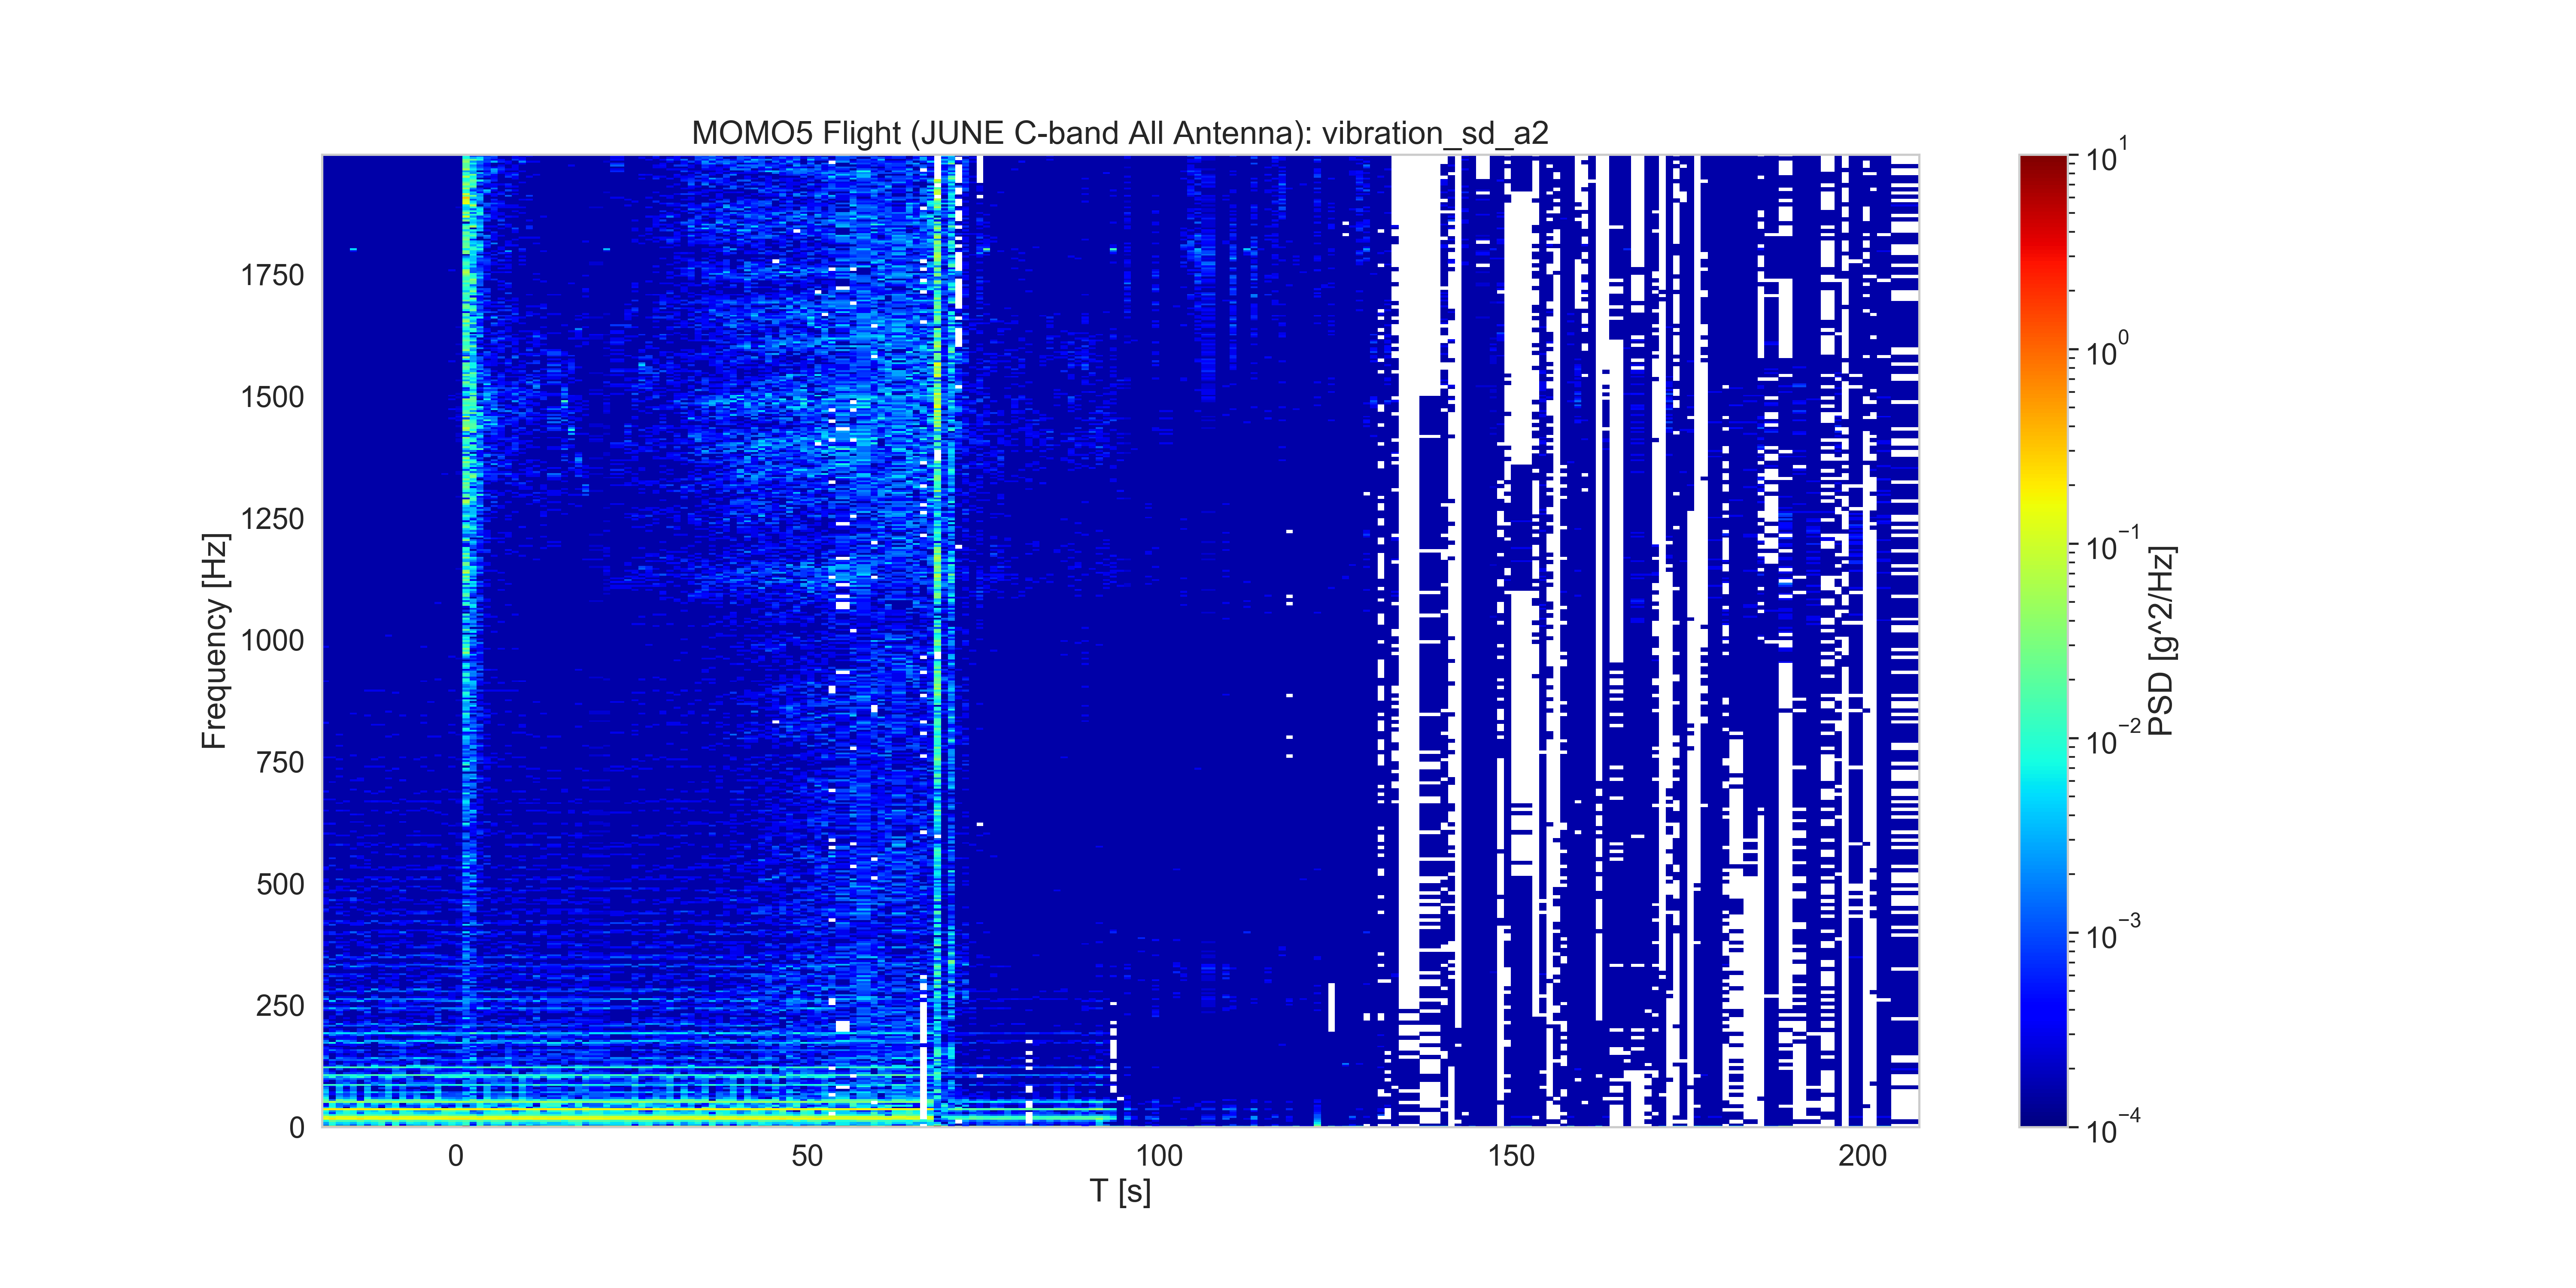 MOMO5 Flight (JUNE C-band All Antenna): vibration_sd_a2
Frequency [Hz]
1750
1500
1250
1000
750
500
250
0
0 50 100 150 200
T [s]
10^1
10^0
10^−1
10^−2
10^−3
10^−4
PSD [g^2/Hz]